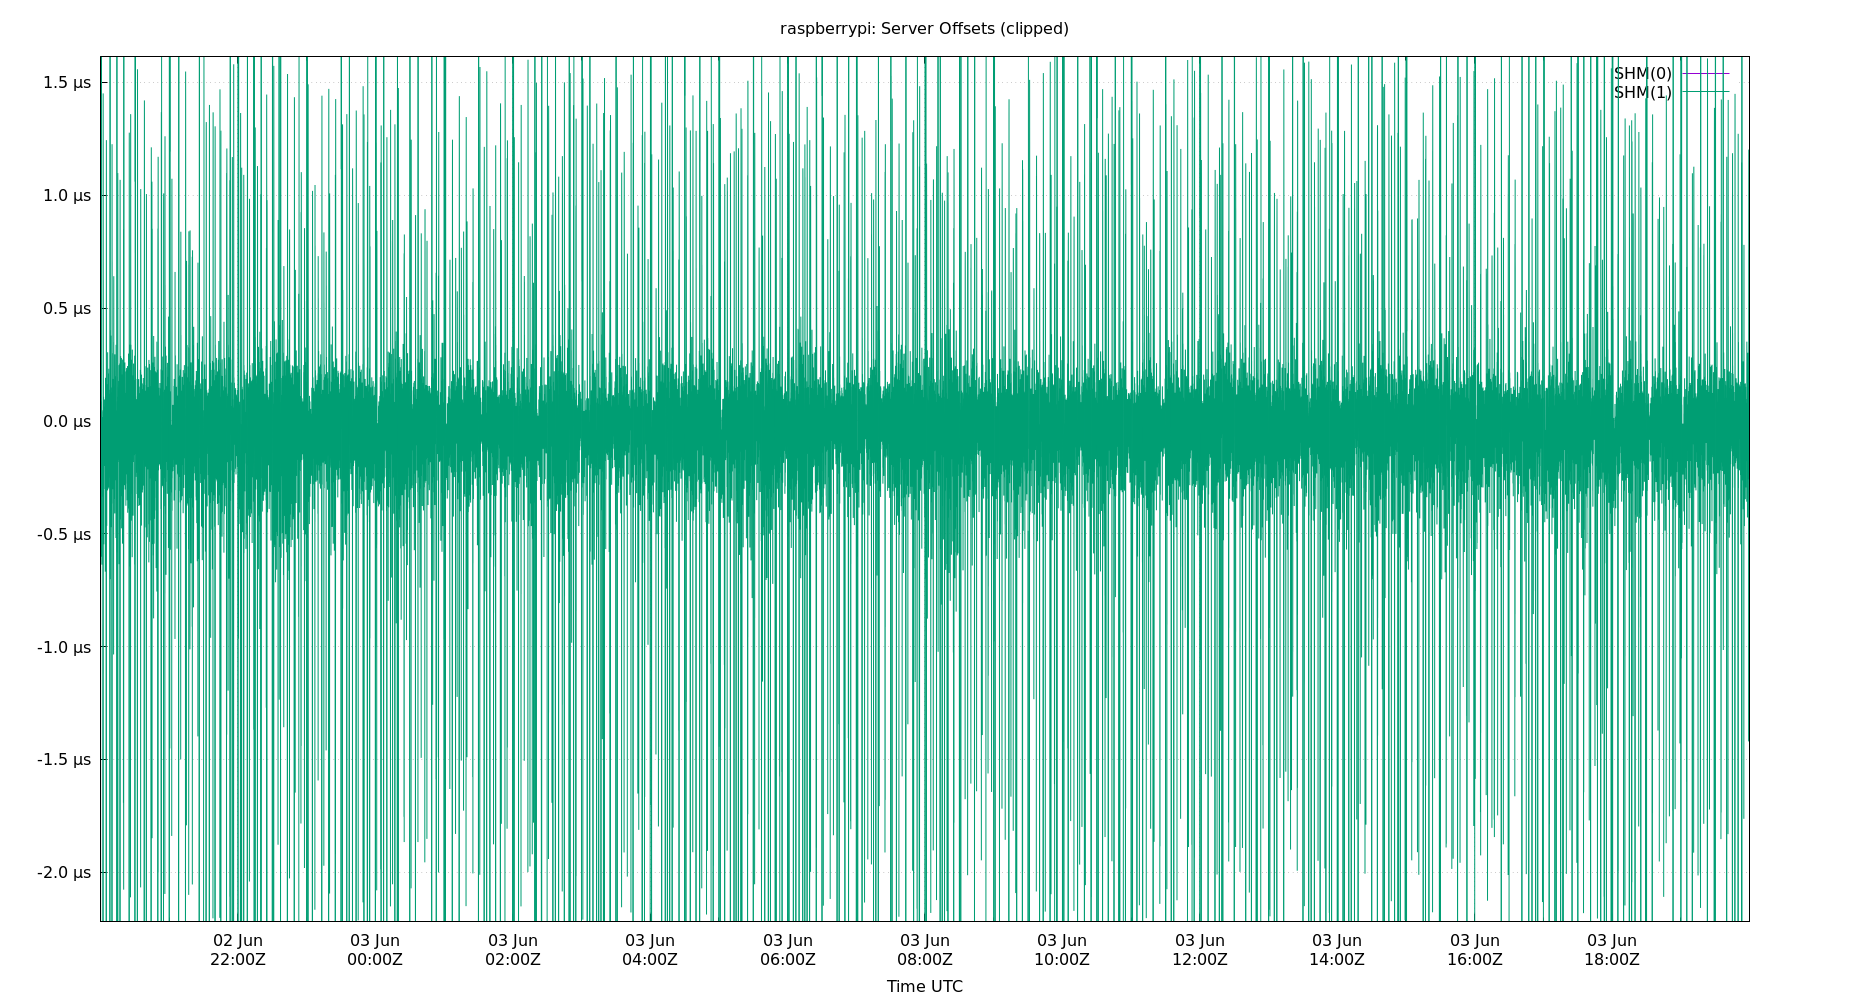 raspberrypi: Server Offsets (clipped)
SHM(0)
SHM(1)
1.5 µs
1.0 µs
0.5 µs
0.0 µs
-0.5 µs
-1.0 µs
-1.5 µs
-2.0 µs
02 Jun 03 Jun 03 Jun 03 Jun 03 Jun 03 Jun 03 Jun 03 Jun 03 Jun 03 Jun 03 Jun
22:00Z 00:00Z 02:00Z 04:00Z 06:00Z 08:00Z 10:00Z 12:00Z 14:00Z 16:00Z 18:00Z
Time UTC